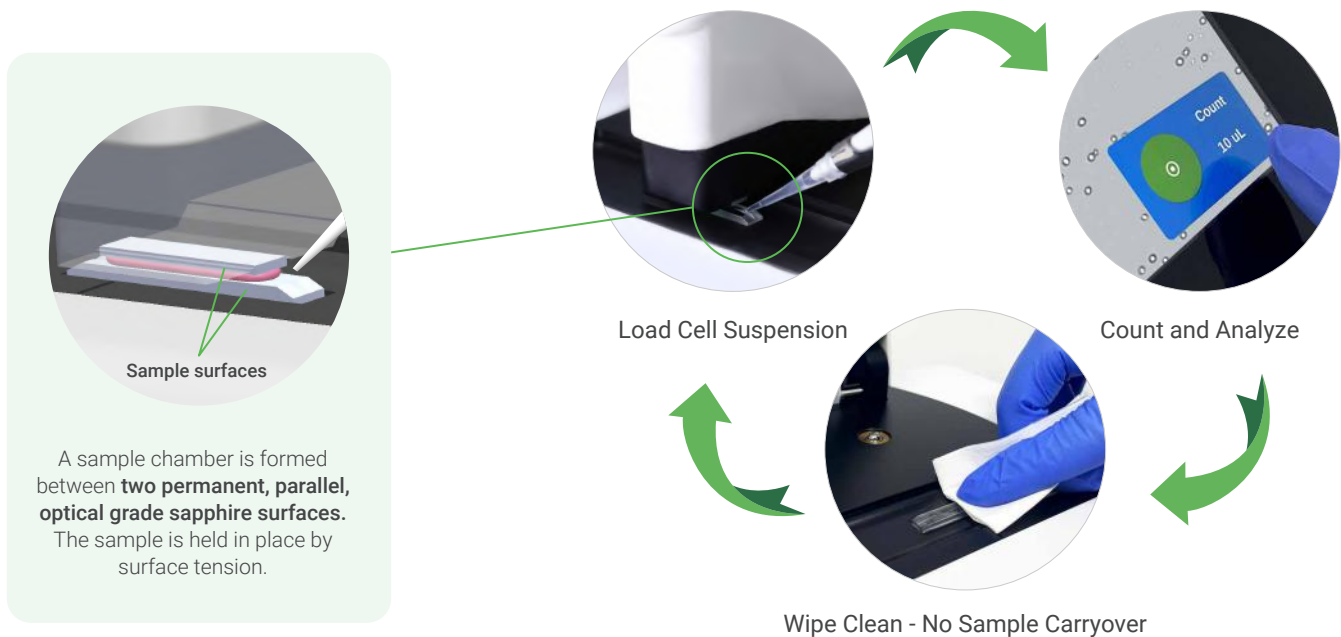 Sample surfaces
A sample chamber is formed
between two permanent, parallel,
optical grade sapphire surfaces.
The sample is held in place by
surface tension.
Load Cell Suspension
Count
10 uL
Count and Analyze
Wipe Clean - No Sample Carryover